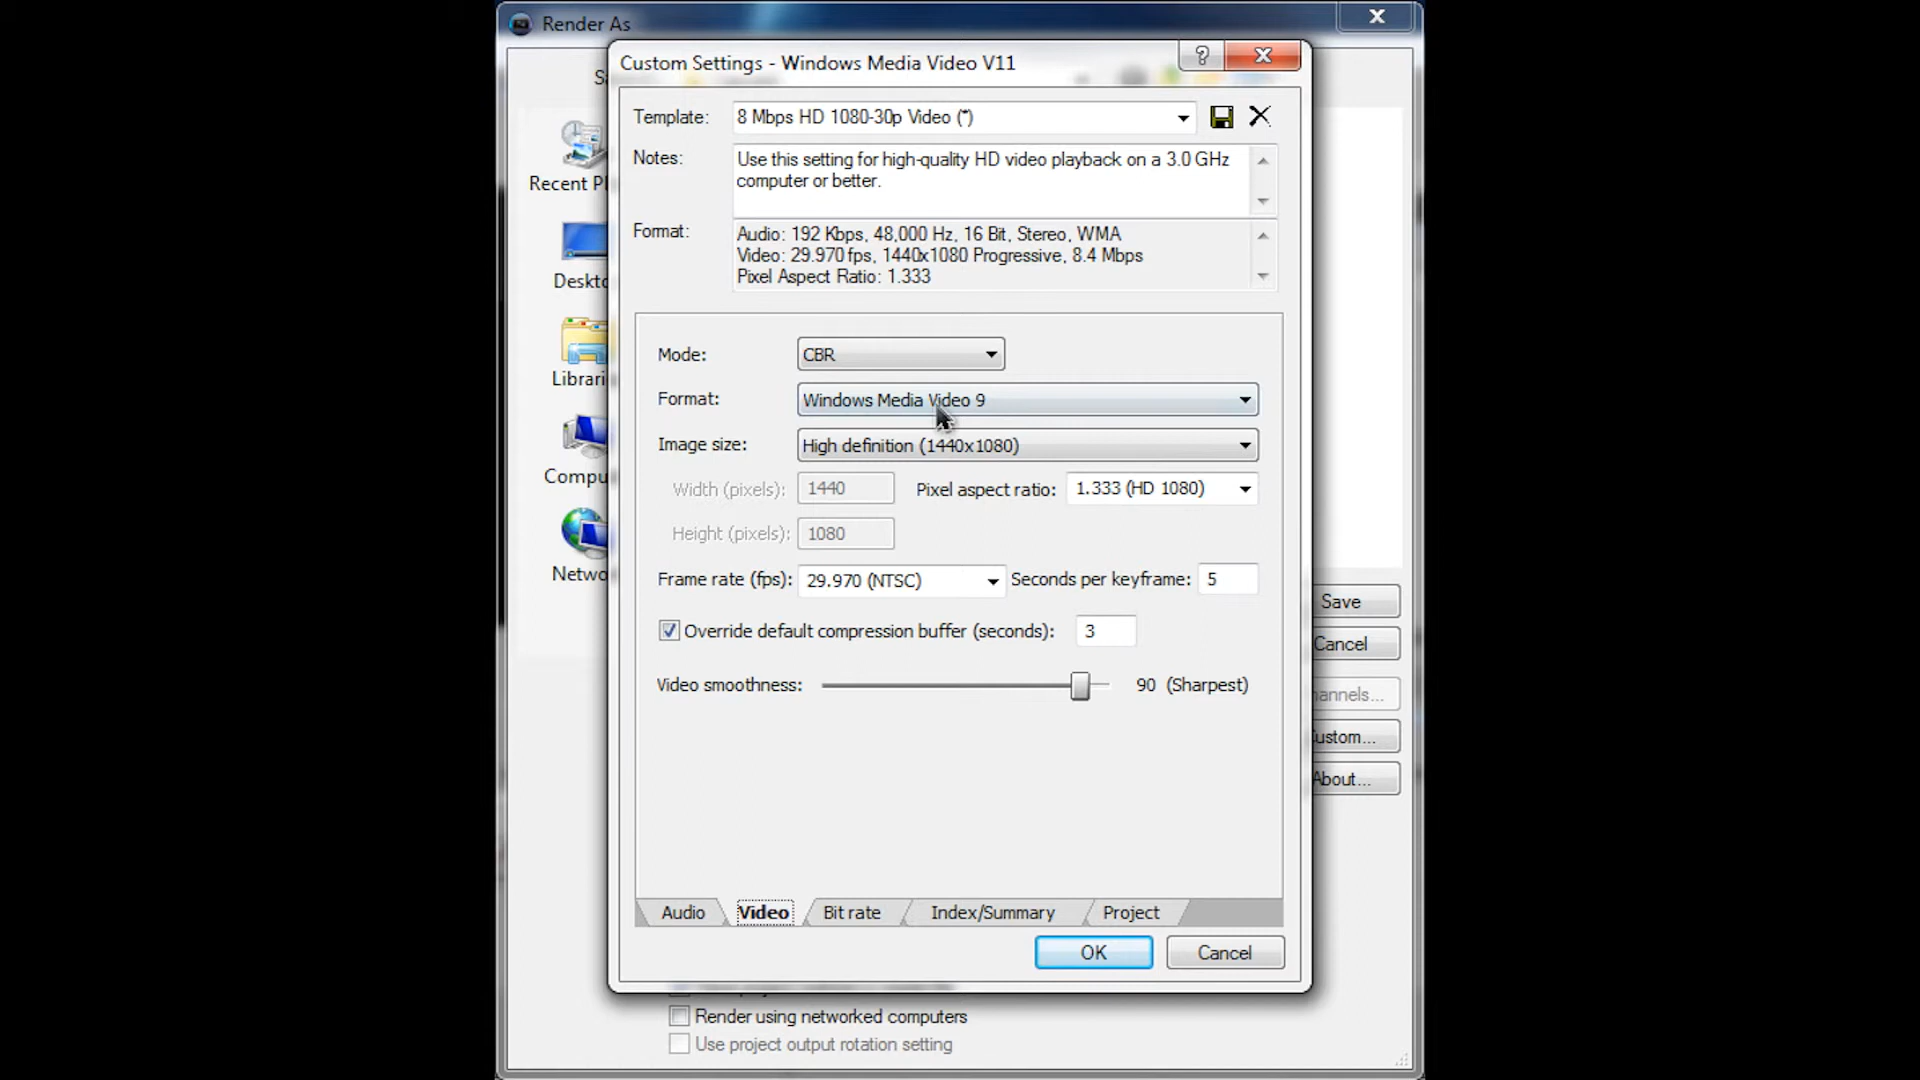 Render As
Custom Settings - Windows Media Video V11
Template: 8 Mbps HD 1080-30p Video (*)
Notes: Use this setting for high-quality HD video playback on a 3.0 GHz
computer or better.
Format: Audio: 192 Kbps, 48,000 Hz, 16 Bit, Stereo, WMA
Video: 29.970 fps, 1440x1080 Progressive, 8.4 Mbps
Pixel Aspect Ratio: 1.333
Recent Pl
Deskto
Librari
Compu
Netwo
Mode: CBR
Format: Windows Media Video 9
Image size: High definition (1440x1080)
Width (pixels): 1440 Pixel aspect ratio: 1.333 (HD 1080)
Height (pixels): 1080
Frame rate (fps): 29.970 (NTSC) Seconds per keyframe: 5
Override default compression buffer (seconds): 3
Video smoothness: 90 (Sharpest)
Save
Cancel
annels...
ustom...
About...
Audio Video Bit rate Index/Summary Project
OK Cancel
Render using networked computers
Use project output rotation setting